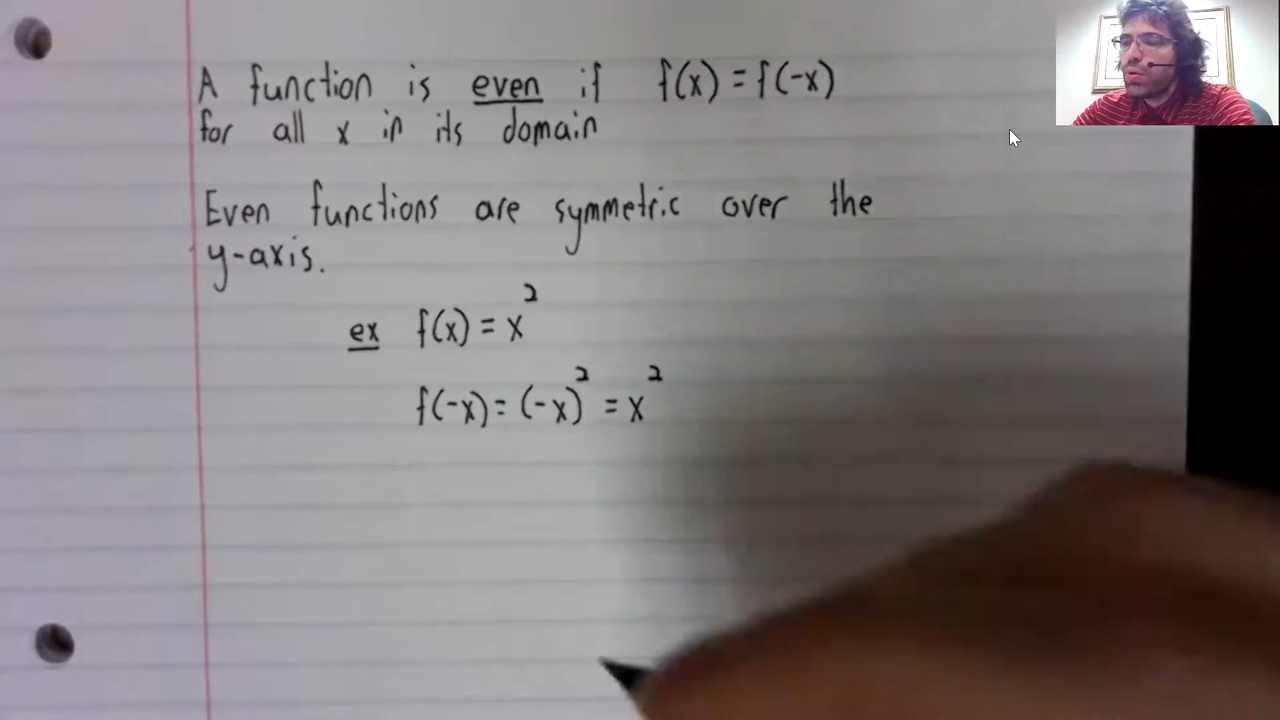 A function is even if f(x) = f(-x)
for all x in its domain
Even functions are symmetric over the
y-axis.
ex f(x) = x²
f(-x) = (-x)² = x²